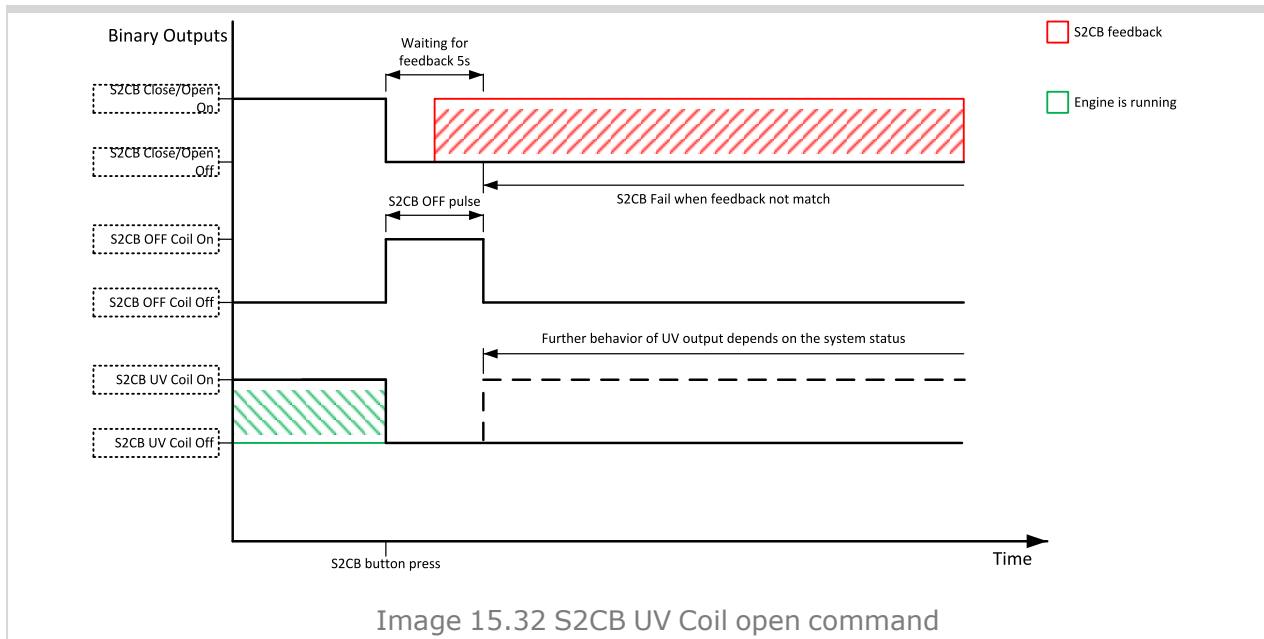 Binary Outputs
Waiting for
feedback 5s
S2CB feedback
Engine is running
S2CB Close/Open
On
S2CB Close/Open
Off
S2CB Fail when feedback not match
S2CB OFF pulse
S2CB OFF Coil On
S2CB OFF Coil Off
Further behavior of UV output depends on the system status
S2CB UV Coil On
S2CB UV Coil Off
S2CB button press
Time
Image 15.32 S2CB UV Coil open command